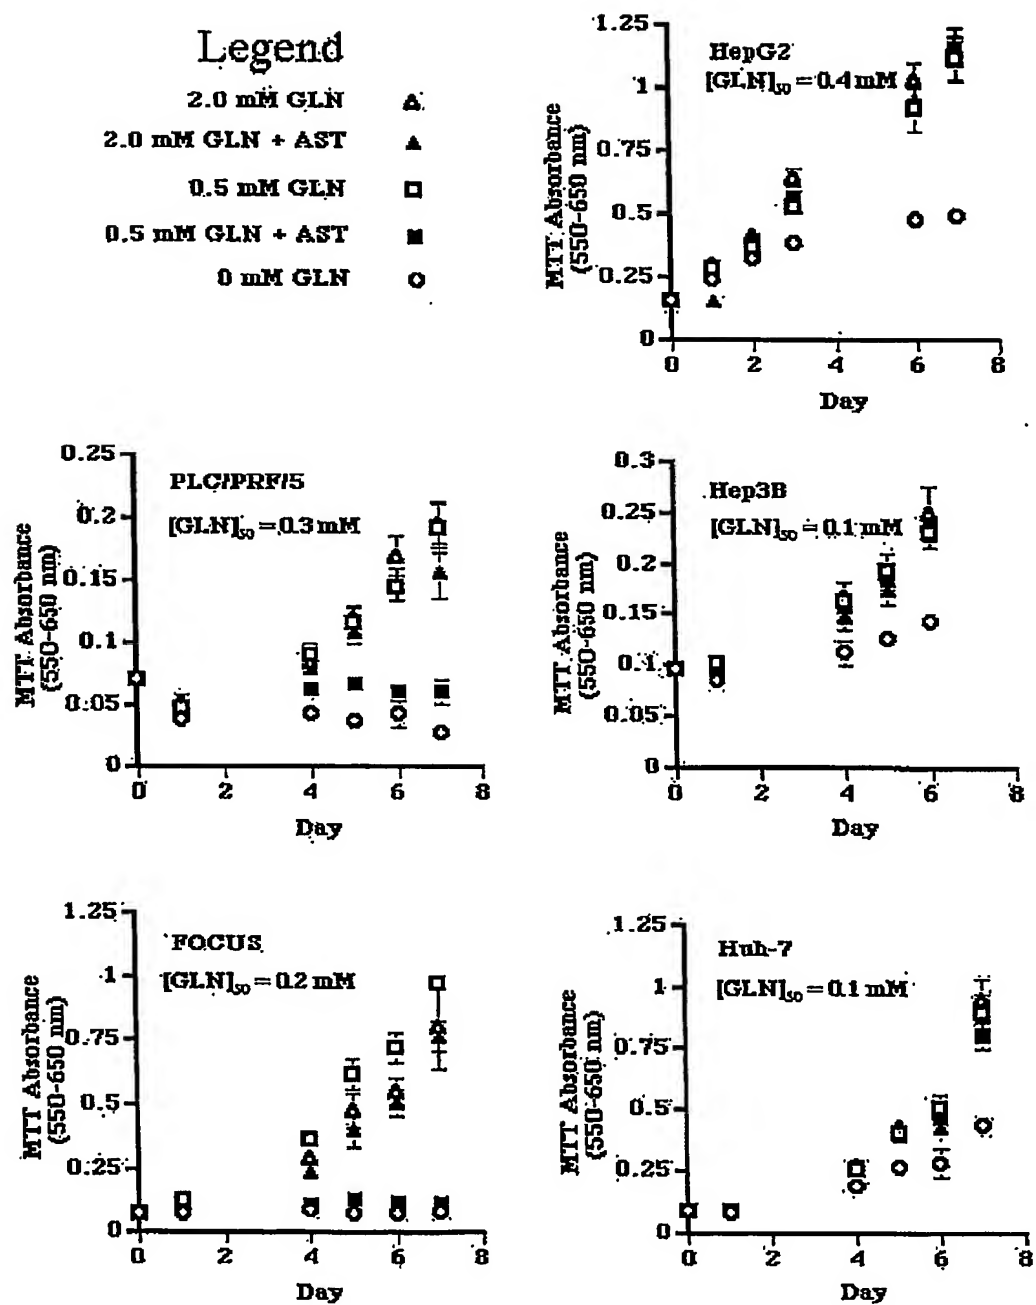 Legend
2.0 mM GLN
2.0 mM GLN + AST
0.5 mM GLN
0.5 mM GLN + AST
0 mM GLN
HepG2
[GLN]50 = 0.4 mM
MTT Absorbance
(550-650 nm)
1.25
1
0.75
0.5
0.25
0
0 2 4 6 8
Day
PLC/PRF/5
[GLN]50 = 0.3 mM
MTT Absorbance
(550-650 nm)
0.25
0.2
0.15
0.1
0.05
0
0 2 4 6 8
Day
Hep3B
[GLN]50 = 0.1 mM
MTT Absorbance
(550-650 nm)
0.3
0.25
0.2
0.15
0.1
0.05
0
0 2 4 6 8
Day
FOCUS
[GLN]50 = 0.2 mM
MTT Absorbance
(550-650 nm)
1.25
1
0.75
0.5
0.25
0
0 2 4 6 8
Day
Huh-7
[GLN]50 = 0.1 mM
MTT Absorbance
(550-650 nm)
1.25
1
0.75
0.5
0.25
0
0 2 4 6 8
Day